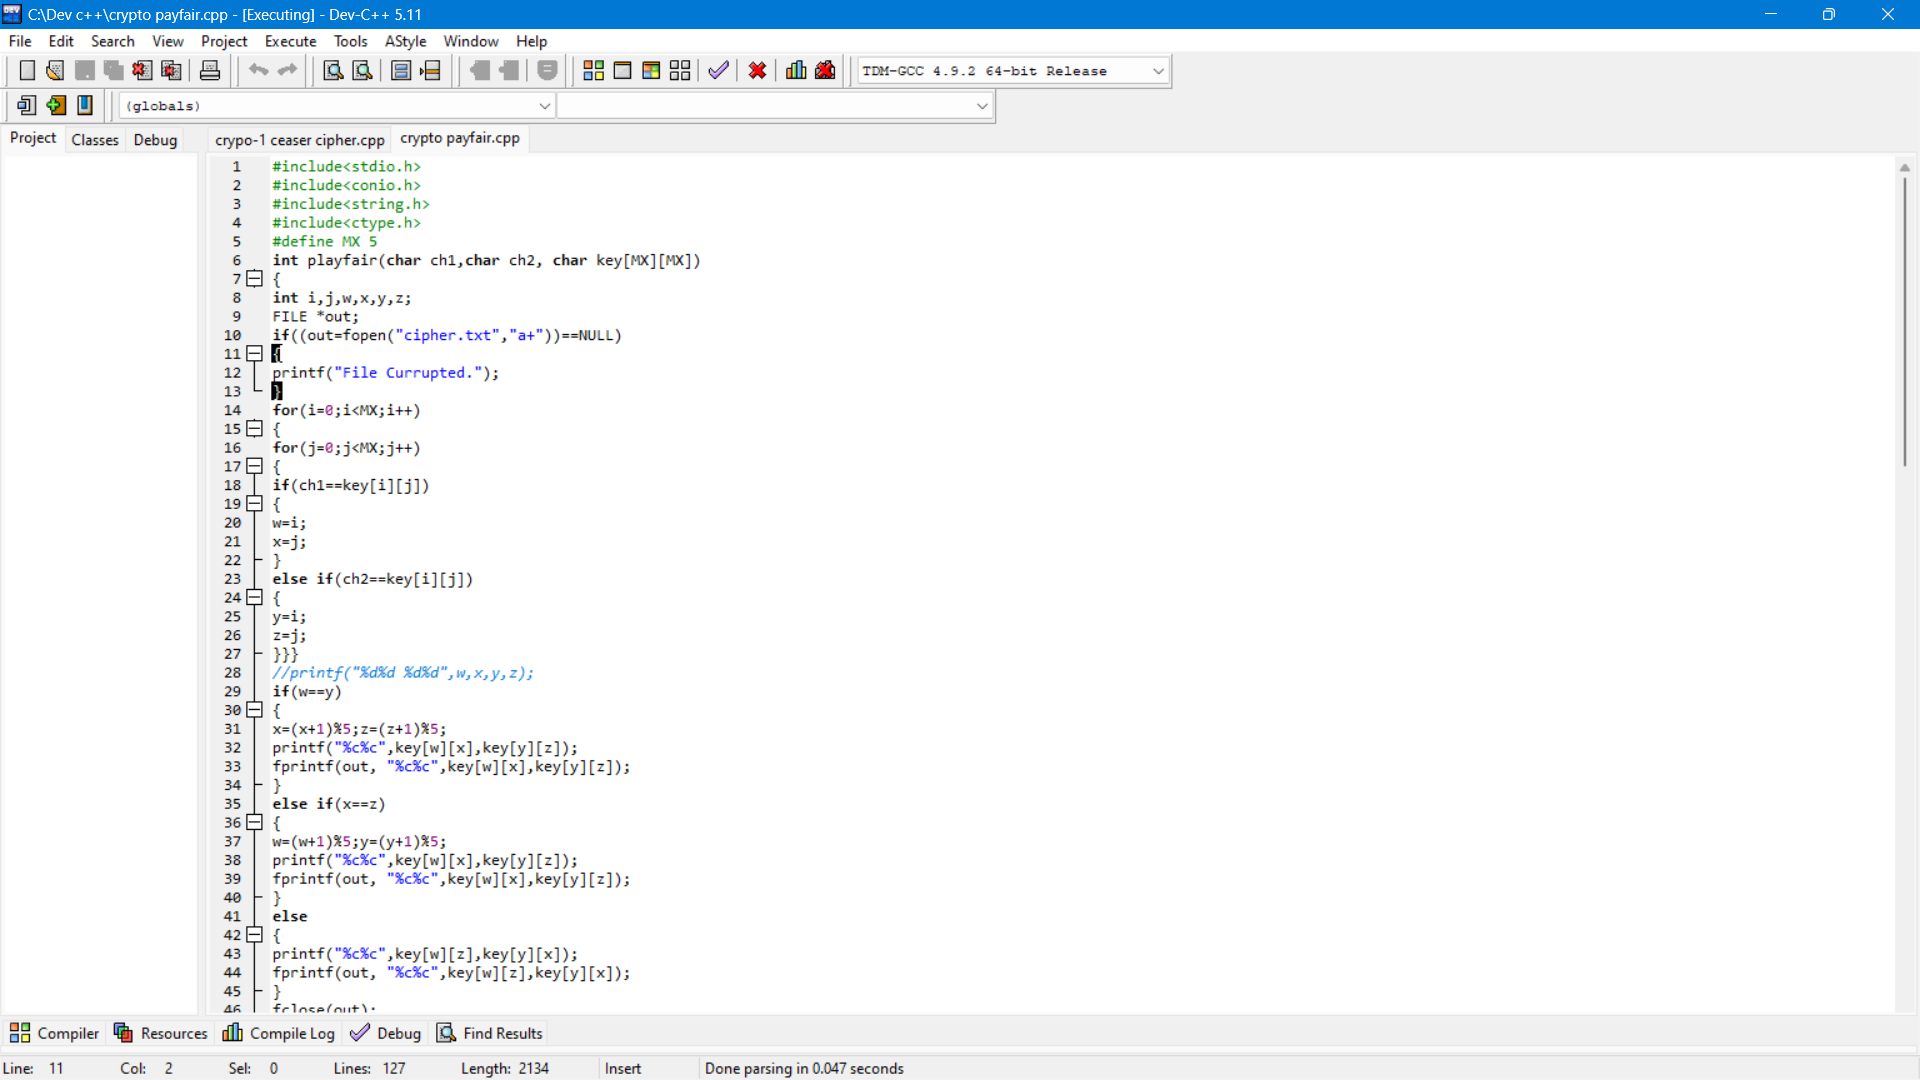 C:\Dev c++\crypto payfair.cpp - [Executing] - Dev-C++ 5.11
File Edit Search View Project Execute Tools AStyle Window Help
TDM-GCC 4.9.2 64-bit Release
(globals)
Project Classes Debug
crypo-1 ceaser cipher.cpp crypto payfair.cpp
1 #include<stdio.h>
2 #include<conio.h>
3 #include<string.h>
4 #include<ctype.h>
5 #define MX 5
6 int playfair(char ch1,char ch2, char key[MX][MX])
7 {
8 int i,j,w,x,y,z;
9 FILE *out;
10 if((out=fopen("cipher.txt","a+"))==NULL)
11 {
12 printf("File Currupted.");
13 }
14 for(i=0;i<MX;i++)
15 {
16 for(j=0;j<MX;j++)
17 {
18 if(ch1==key[i][j])
19 {
20 w=i;
21 x=j;
22 }
23 else if(ch2==key[i][j])
24 {
25 y=i;
26 z=j;
27 }}}
28 //printf("%d%d %d%d",w,x,y,z);
29 if(w==y)
30 {
31 x=(x+1)%5;z=(z+1)%5;
32 printf("%c%c",key[w][x],key[y][z]);
33 fprintf(out, "%c%c",key[w][x],key[y][z]);
34 }
35 else if(x==z)
36 {
37 w=(w+1)%5;y=(y+1)%5;
38 printf("%c%c",key[w][x],key[y][z]);
39 fprintf(out, "%c%c",key[w][x],key[y][z]);
40 }
41 else
42 {
43 printf("%c%c",key[w][z],key[y][x]);
44 fprintf(out, "%c%c",key[w][z],key[y][x]);
45 }
46 fclose(out);
Compiler Resources Compile Log Debug Find Results
Line: 11 Col: 2 Sel: 0 Lines: 127 Length: 2134 Insert Done parsing in 0.047 seconds